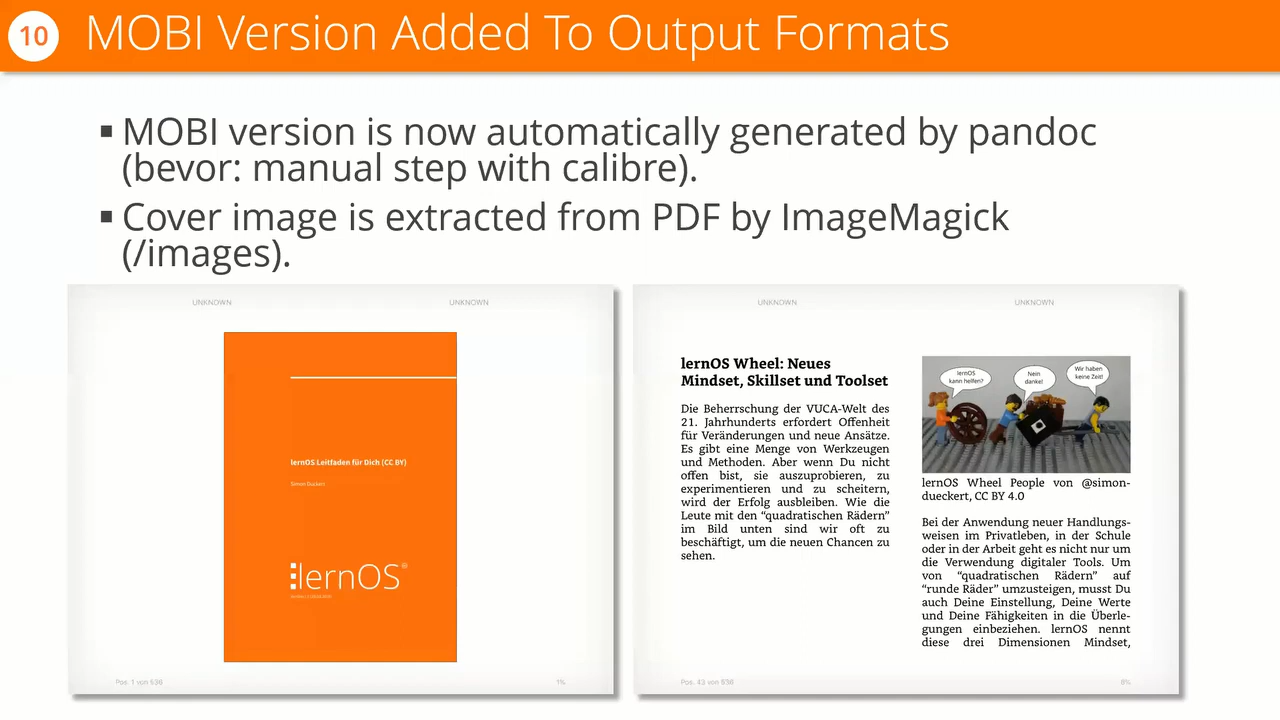 10
MOBI Version Added To Output Formats
▪ MOBI version is now automatically generated by pandoc
(bevor: manual step with calibre).
▪ Cover image is extracted from PDF by ImageMagick
(/images).
UNKNOWN
UNKNOWN
lernOS Leitfaden für Dich (CC BY)
Simon Dückert
lernOS®
Pos. 1 von 536
1%
UNKNOWN
UNKNOWN
lernOS Wheel: Neues
Mindset, Skillset und Toolset
Die Beherrschung der VUCA-Welt des
21. Jahrhunderts erfordert Offenheit
für Veränderungen und neue Ansätze.
Es gibt eine Menge von Werkzeugen
und Methoden. Aber wenn Du nicht
offen bist, sie auszuprobieren, zu
experimentieren und zu scheitern,
wird der Erfolg ausbleiben. Wie die
Leute mit den “quadratischen Rädern”
im Bild unten sind wir oft zu
beschäftigt, um die neuen Chancen zu
sehen.
lernOS
kann helfen?
Nein
danke!
Wir haben
keine Zeit!
lernOS Wheel People von @simon-
dueckert, CC BY 4.0
Bei der Anwendung neuer Handlungs-
weisen im Privatleben, in der Schule
oder in der Arbeit geht es nicht nur um
die Verwendung digitaler Tools. Um
von “quadratischen Rädern” auf
“runde Räder” umzusteigen, musst Du
auch Deine Einstellung, Deine Werte
und Deine Fähigkeiten in die Überle-
gungen einbeziehen. lernOS nennt
diese drei Dimensionen Mindset,
Pos. 43 von 536
8%